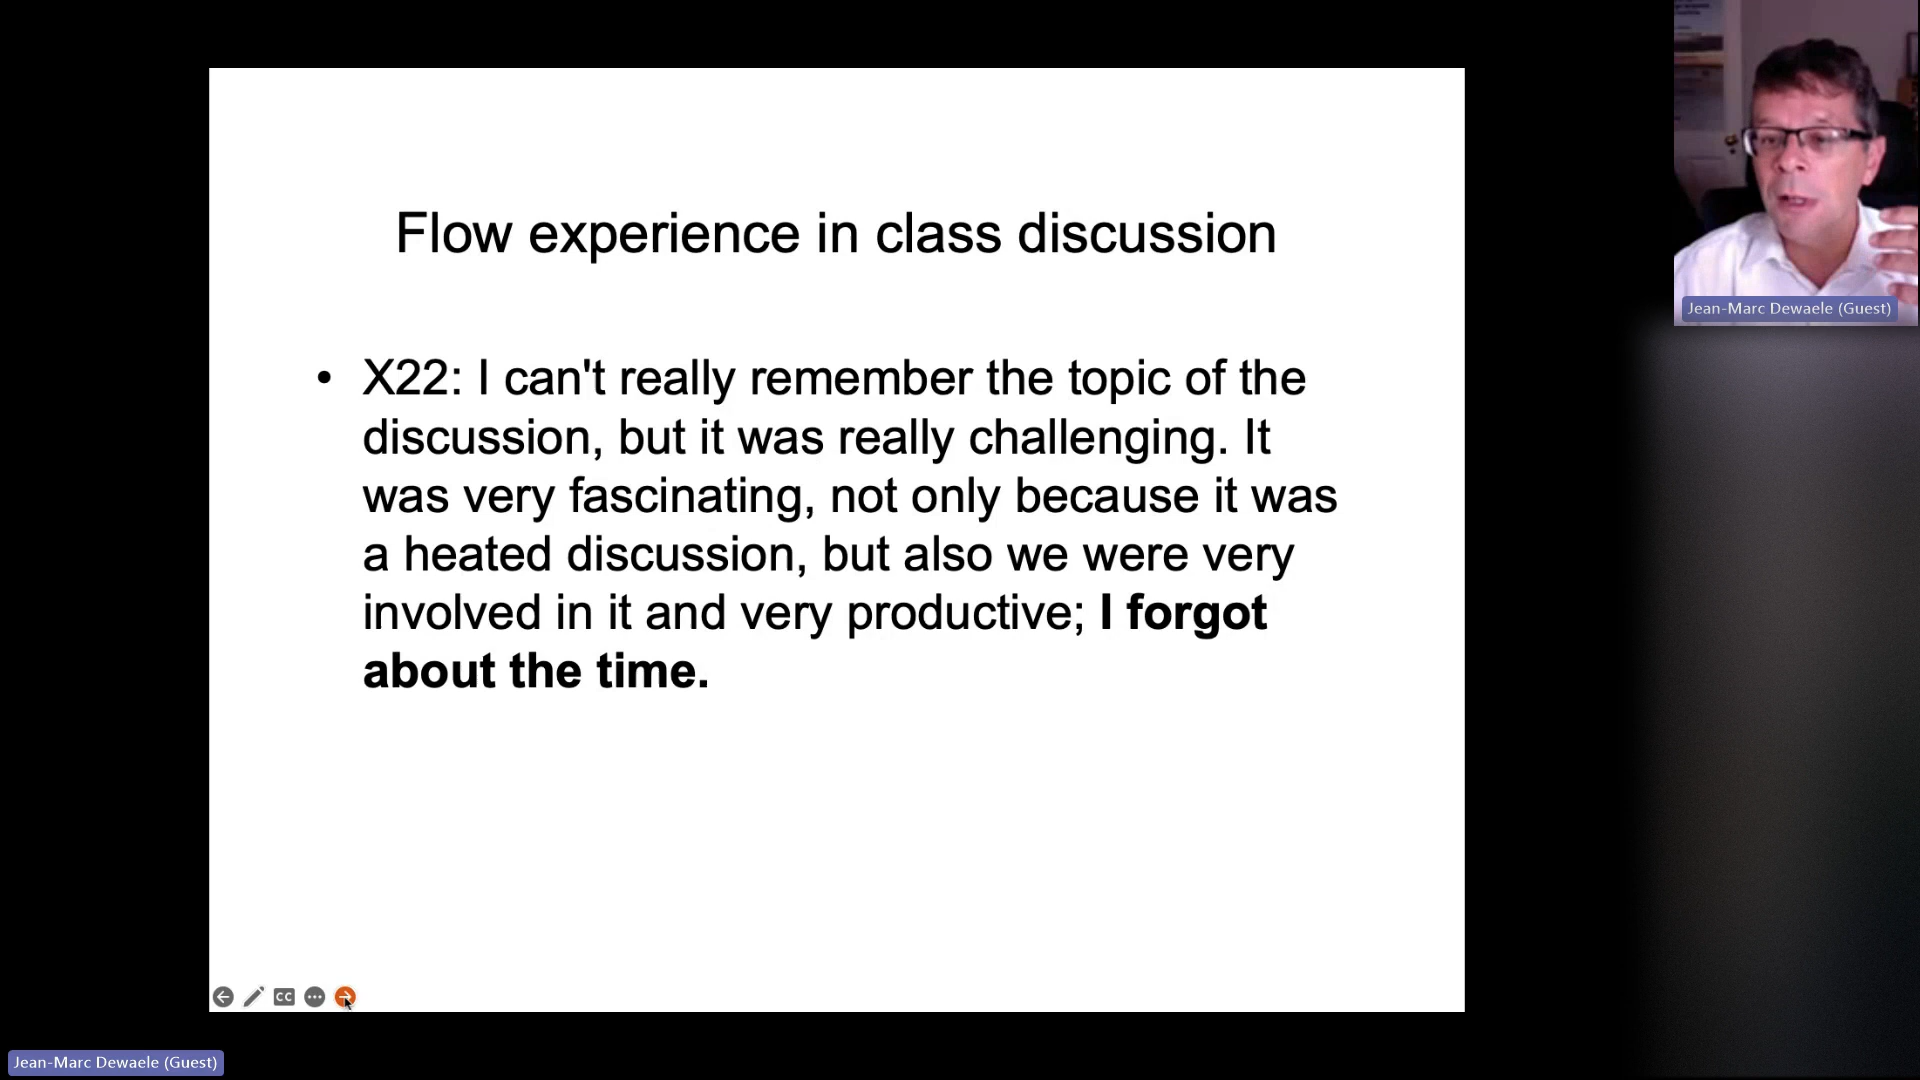 Flow experience in class discussion
• X22: I can't really remember the topic of the
discussion, but it was really challenging. It
was very fascinating, not only because it was
a heated discussion, but also we were very
involved in it and very productive; I forgot
about the time.
CC
Jean-Marc Dewaele (Guest)
Jean-Marc Dewaele (Guest)